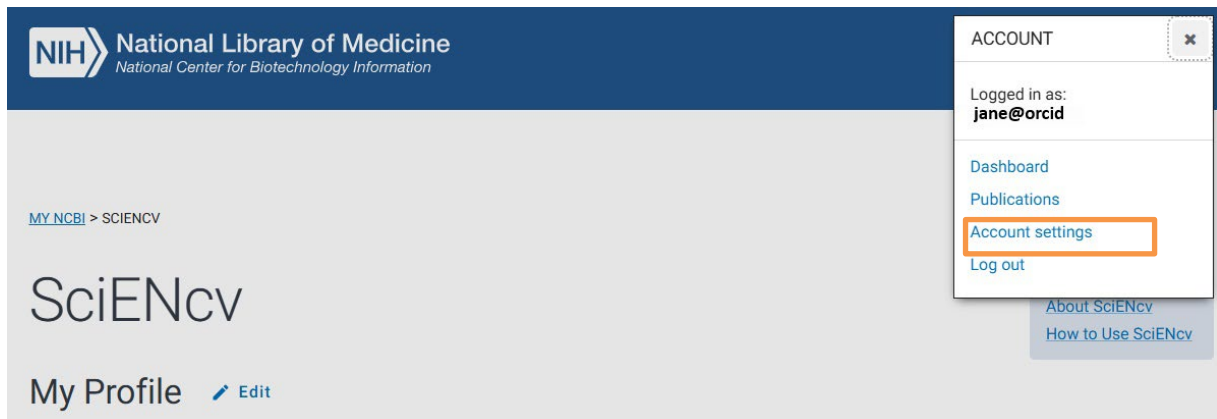 NIH
National Library of Medicine
National Center for Biotechnology Information
ACCOUNT
Logged in as:
jane@orcid
Dashboard
Publications
Account settings
Log out
MY NCBI > SCIENCV
SciENcv
About SciENcv
How to Use SciENcv
My Profile Edit